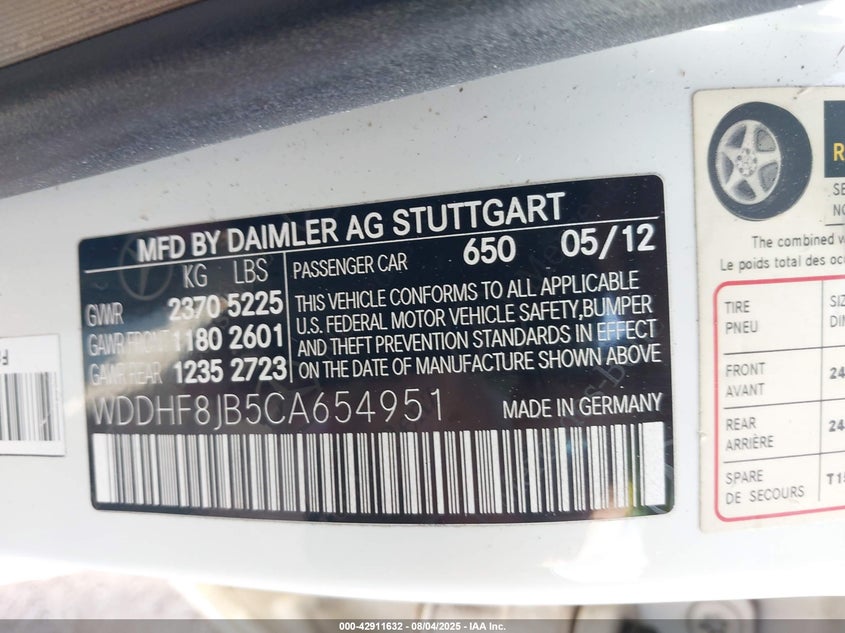 MFD BY DAIMLER AG STUTTGART
KG LBS
GVWR 2370 5225
GAWR FRONT 1180 2601
GAWR REAR 1235 2723
PASSENGER CAR 650 05/12
THIS VEHICLE CONFORMS TO ALL APPLICABLE
U.S. FEDERAL MOTOR VEHICLE SAFETY,BUMPER
AND THEFT PREVENTION STANDARDS IN EFFECT
ON THE DATE OF MANUFACTURE SHOWN ABOVE
WDDHF8JB5CA654951 MADE IN GERMANY
The combined
Le poids total des
TIRE
PNEU
FRONT 24
AVANT
REAR 24
ARRIÈRE
SPARE
DE SECOURS
000-42911632 - 08/04/2025 - IAA Inc.